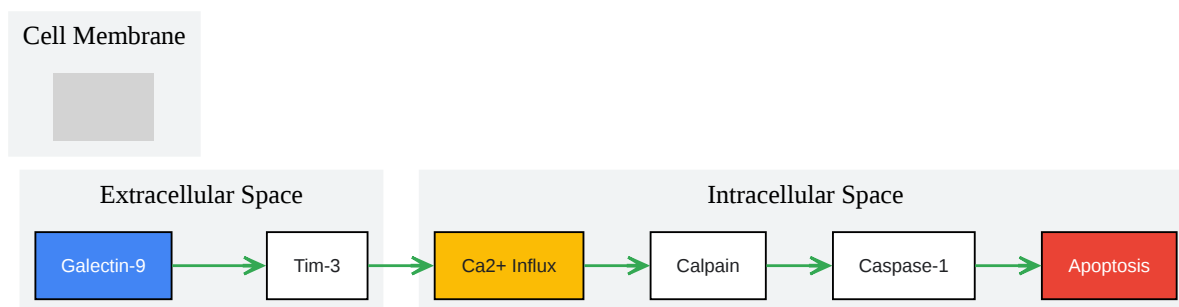 Cell Membrane
Extracellular Space
Intracellular Space
Galectin-9
Tim-3
Ca2+ Influx
Calpain
Caspase-1
Apoptosis